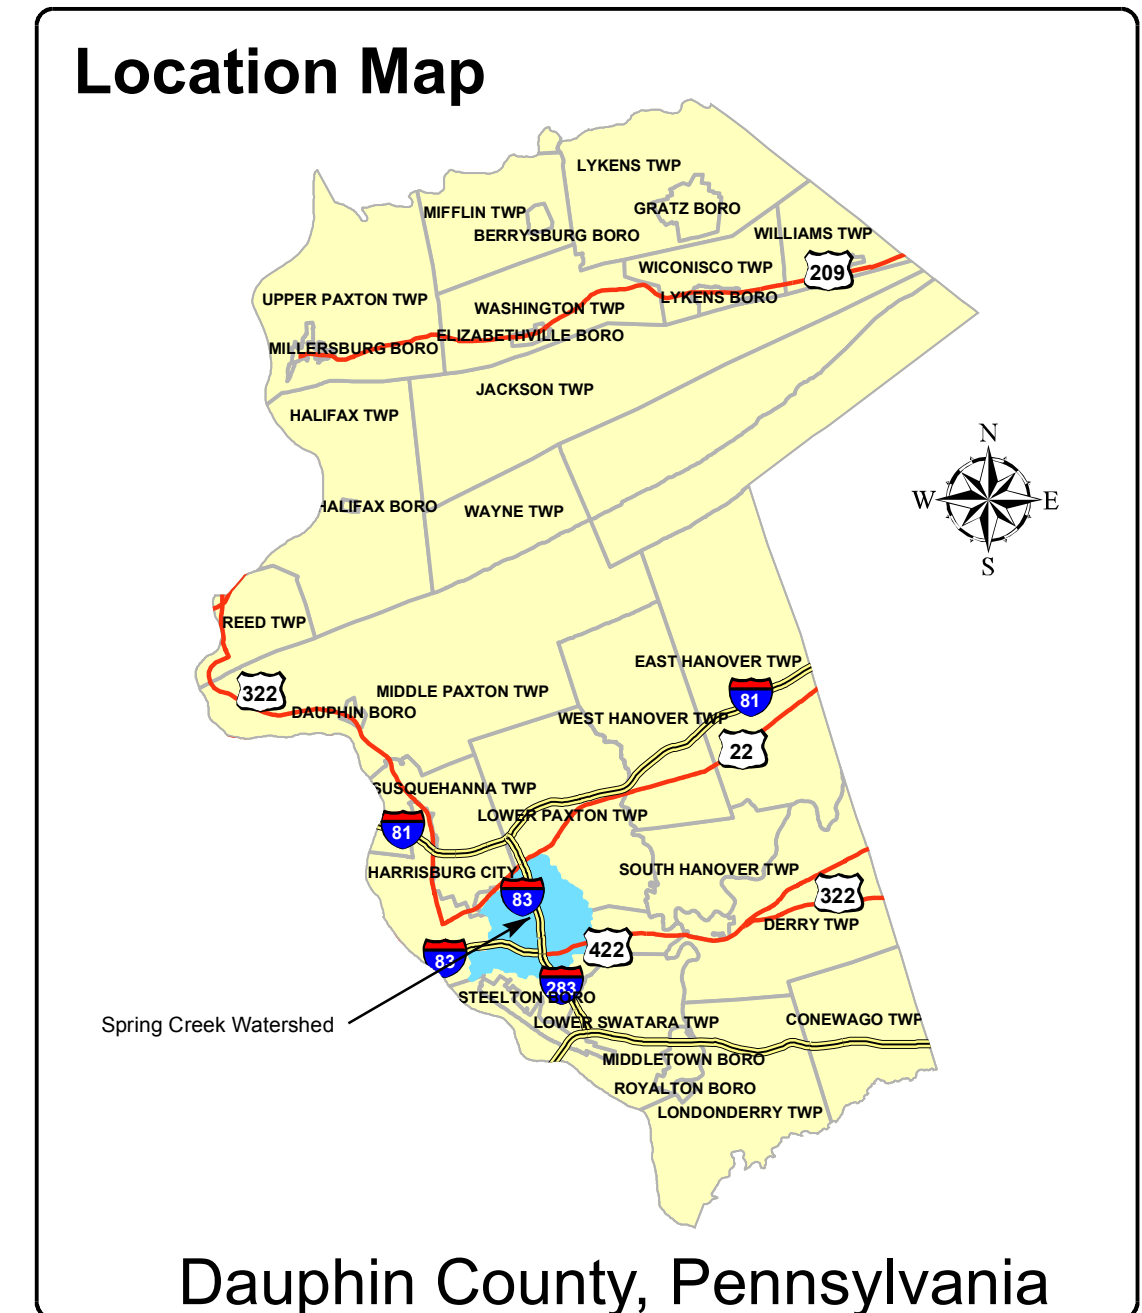 Location Map
LYKENS TWP
GRATZ BORO
MIFFLIN TWP
BERRYSBURG BORO
WILLIAMS TWP
WICONISCO TWP
209
UPPER PAXTON TWP
LYKENS BORO
WASHINGTON TWP
ELIZABETHVILLE BORO
MILLERSBURG BORO
JACKSON TWP
HALIFAX TWP
N
W
E
S
HALIFAX BORO
WAYNE TWP
REED TWP
EAST HANOVER TWP
322
MIDDLE PAXTON TWP
81
DAUPHIN BORO
WEST HANOVER TWP
22
SUSQUEHANNA TWP
LOWER PAXTON TWP
81
HARRISBURG CITY
SOUTH HANOVER TWP
83
322
DERRY TWP
422
83
283
STEELTON BORO
LOWER SWATARA TWP
CONEWAGO TWP
Spring Creek Watershed
MIDDLETOWN BORO
ROYALTON BORO
LONDONDERRY TWP
Dauphin County, Pennsylvania